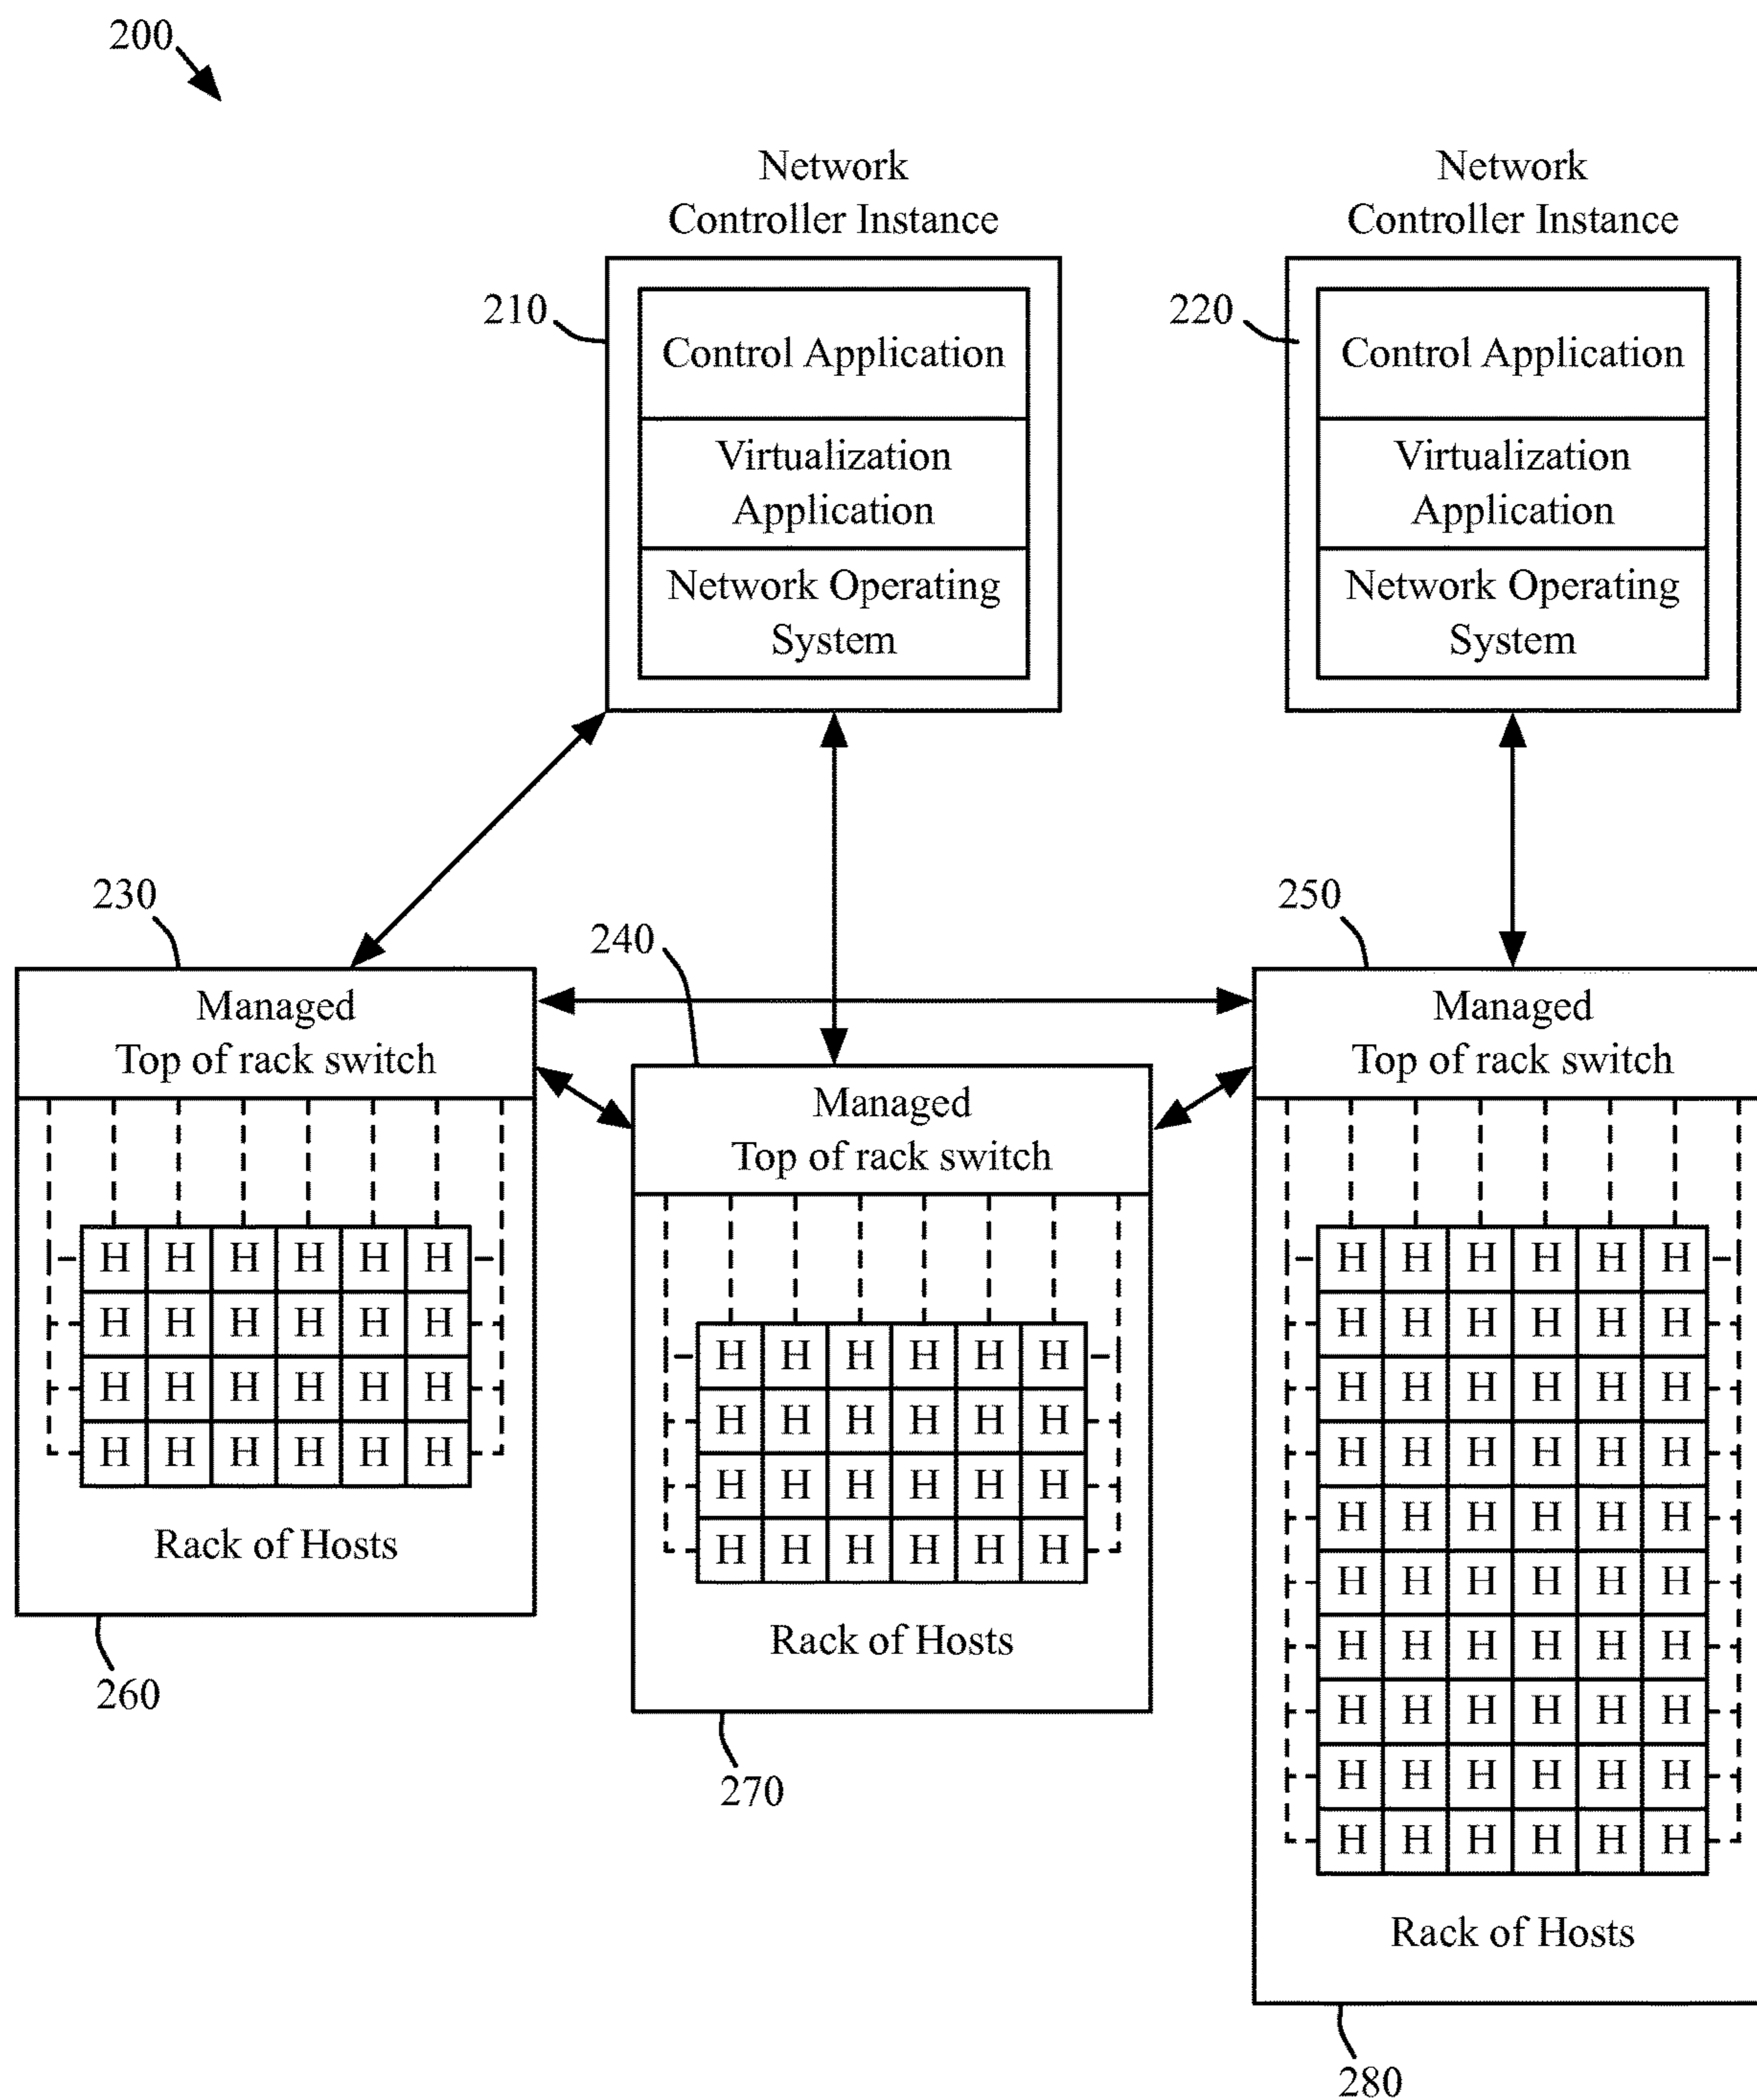 200
Network
Controller Instance
210
Control Application
Virtualization
Application
Network Operating
System
Network
Controller Instance
220
Control Application
Virtualization
Application
Network Operating
System
230
Managed
Top of rack switch
H H H H H H
H H H H H H
H H H H H H
H H H H H H
Rack of Hosts
260
240
Managed
Top of rack switch
H H H H H H
H H H H H H
H H H H H H
H H H H H H
Rack of Hosts
270
250
Managed
Top of rack switch
H H H H H H
H H H H H H
H H H H H H
H H H H H H
H H H H H H
H H H H H H
H H H H H H
H H H H H H
H H H H H H
H H H H H H
Rack of Hosts
280